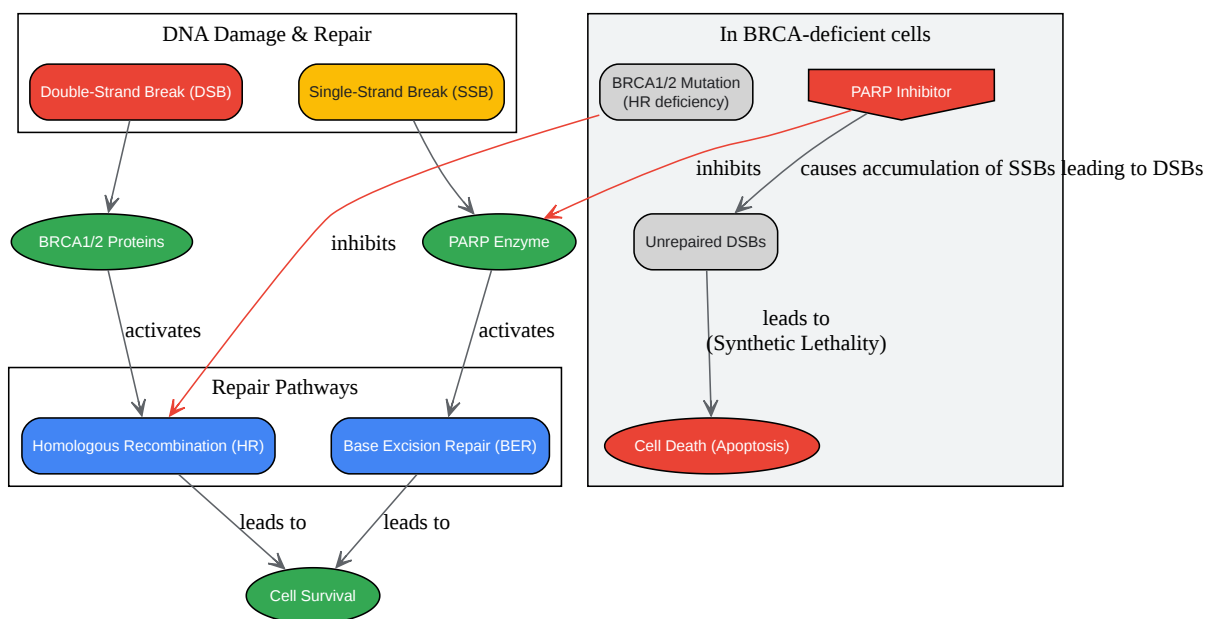 DNA Damage & Repair
In BRCA-deficient cells
Double-Strand Break (DSB)
Single-Strand Break (SSB)
BRCA1/2 Mutation
(HR deficiency)
PARP Inhibitor
inhibits
causes accumulation of SSBs leading to DSBs
BRCA1/2 Proteins
inhibits
PARP Enzyme
Unrepaired DSBs
activates
activates
leads to
(Synthetic Lethality)
Repair Pathways
Homologous Recombination (HR)
Base Excision Repair (BER)
Cell Death (Apoptosis)
leads to
leads to
Cell Survival